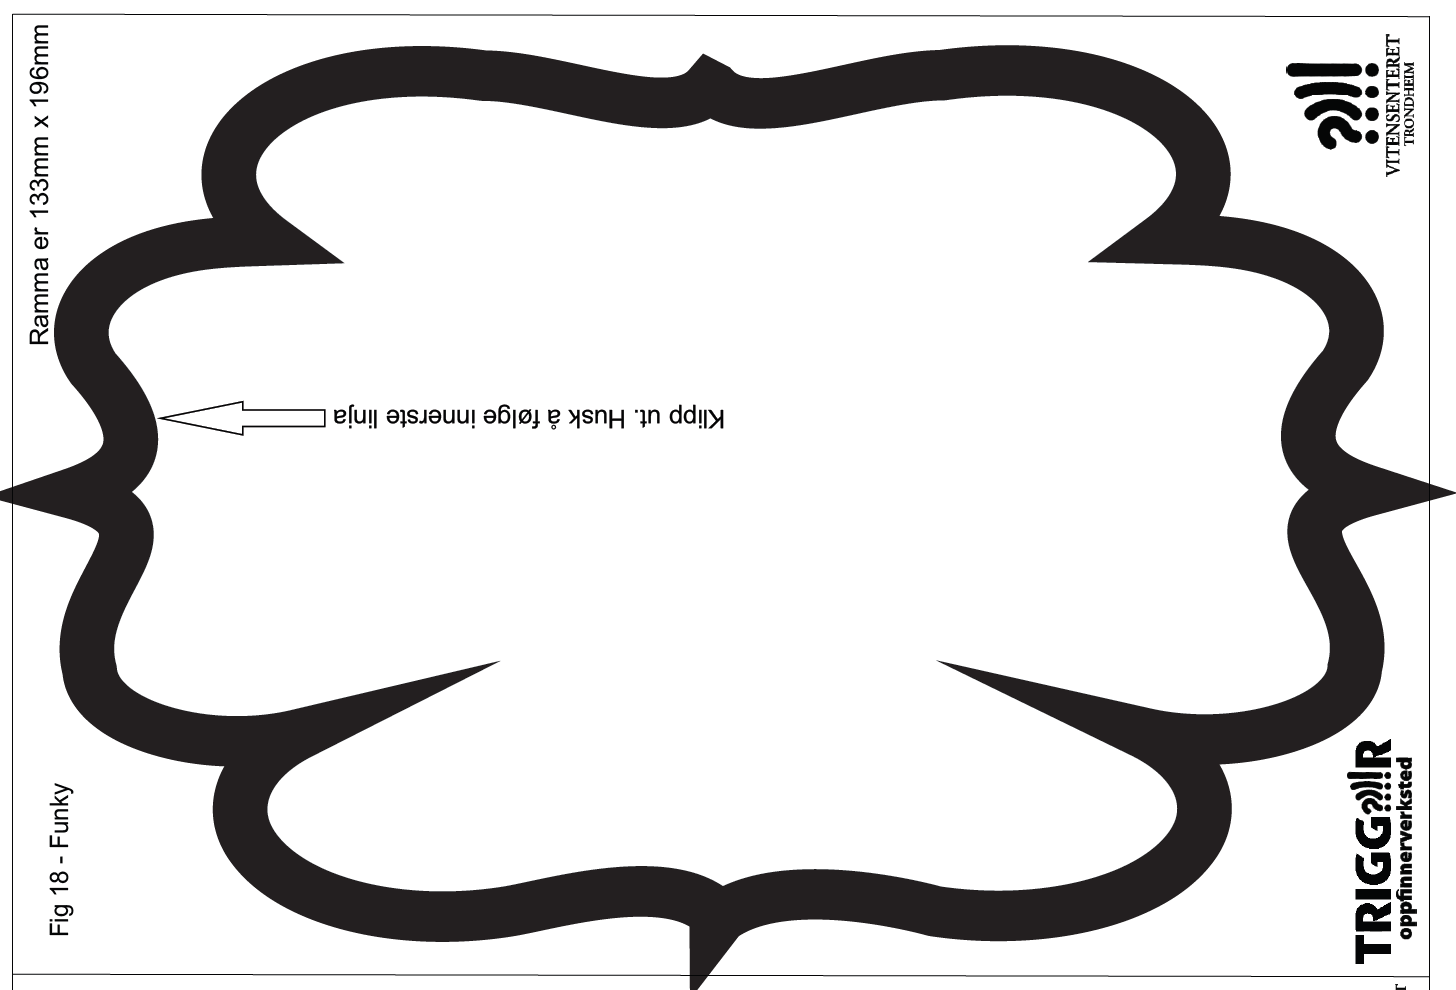 Ramma er 133mm x 196mm
VITENSENTERET
TRONDHEIM
Klipp ut. Husk å følge innerste linja
Fig 18 - Funky
TRIGG?!!R
oppfinnerverksted